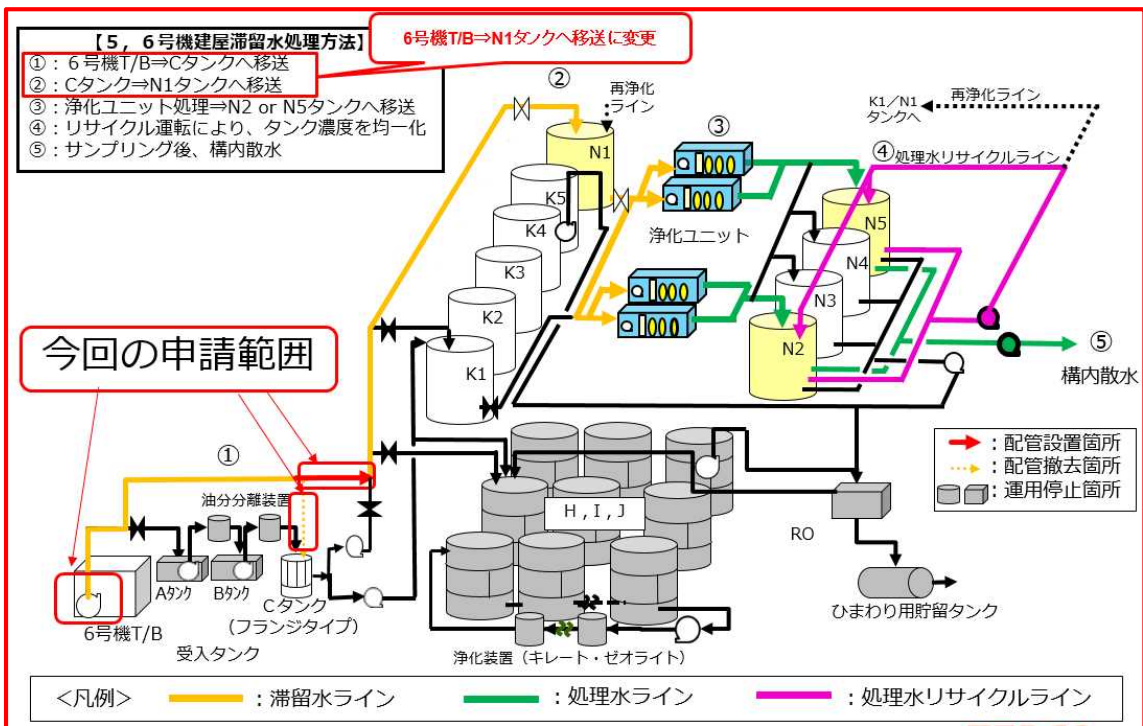 【5，6号機建屋滞留水処理方法】
①：6号機T/B⇒Cタンクへ移送
②：Cタンク⇒N1タンクへ移送
③：浄化ユニット処理⇒N2 or N5タンクへ移送
④：リサイクル運転により、タンク濃度を均一化
⑤：サンプリング後、構内散水
6号機T/B⇒N1タンクへ移送に変更
②
再浄化
ライン
N1
K5
K4
K3
K2
K1
③
浄化ユニット
K1／N1
タンクへ
再浄化ライン
④処理水リサイクルライン
N5
N4
N3
N2
⑤
構内散水
今回の申請範囲
①
油分分離装置
6号機T/B
Aタンク
Bタンク
Cタンク
(フランジタイプ)
受入タンク
H , I , J
浄化装置（キレート・ゼオライト）
RO
ひまわり用貯留タンク
：配管設置箇所
：配管撤去箇所
：運用停止箇所
＜凡例＞
：滞留水ライン
：処理水ライン
：処理水リサイクルライン